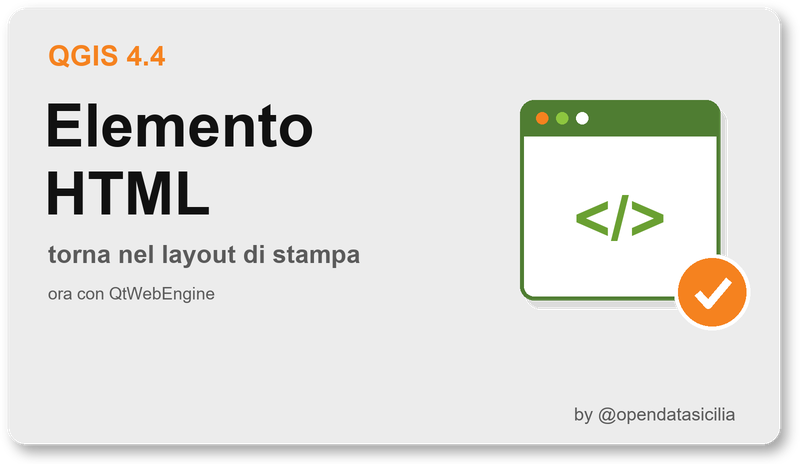 QGIS 4.4
Elemento
HTML
torna nel layout di stampa
ora con QtWebEngine
</>
by @opendatasicilia